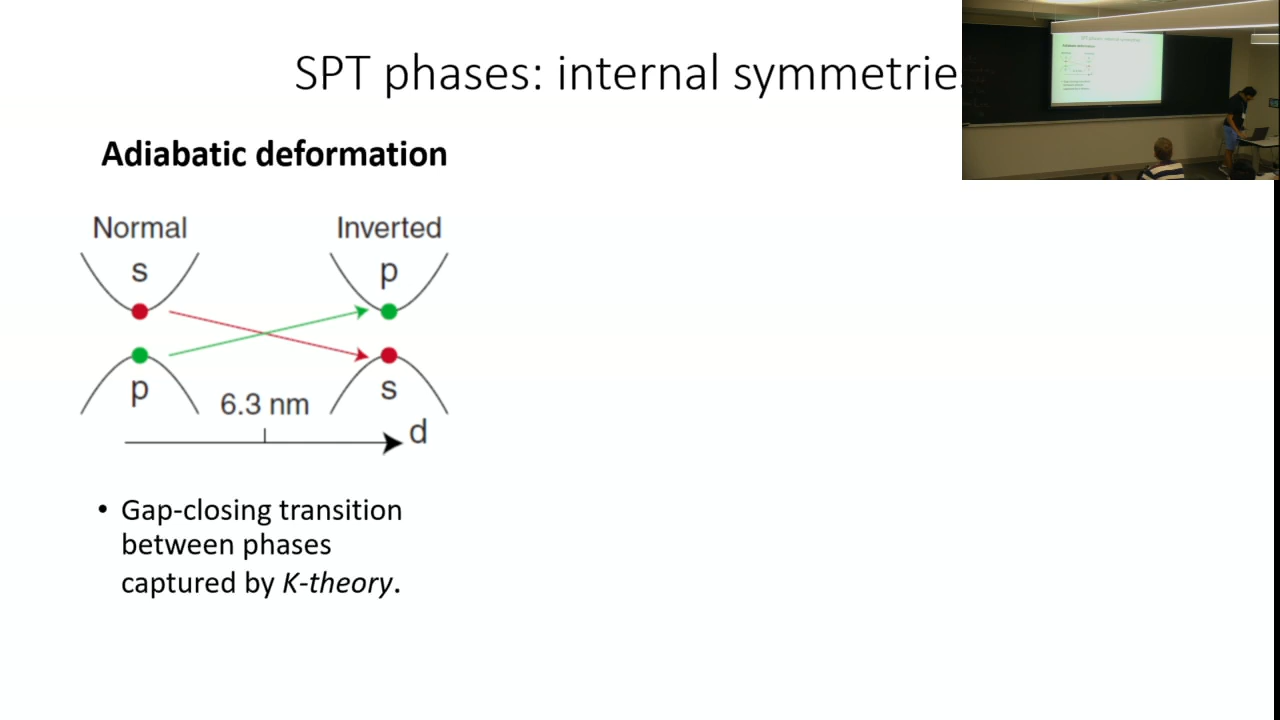 SPT phases: internal symmetrie
Adiabatic deformation
Normal Inverted
s p
p s
6.3 nm
d
• Gap-closing transition
between phases
captured by K-theory.